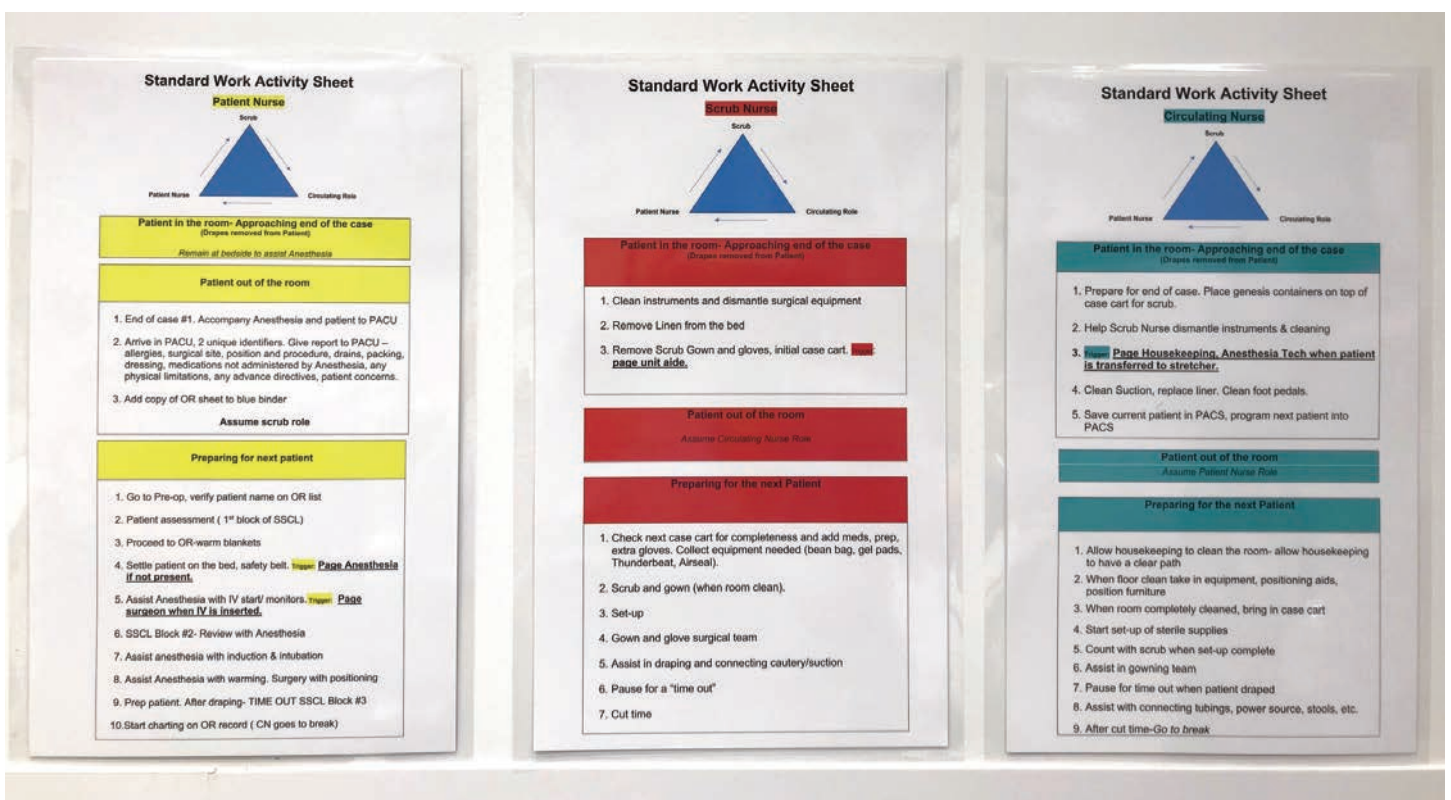 Standard Work Activity Sheet
Patient Nurse
Scrub
Patient Nurse
Circulating Role
Patient in the room- Approaching end of the case
(Drapes removed from Patient)
Remain at bedside to assist Anesthesia
Patient out of the room
1. End of case #1. Accompany Anesthesia and patient to PACU
2. Arrive in PACU, 2 unique identifiers. Give report to PACU –
allergies, surgical site, position and procedure, drains, packing,
dressing, medications not administered by Anesthesia, any
physical limitations, any advance directives, patient concerns.
3. Add copy of OR sheet to blue binder
Assume scrub role
Preparing for next patient
1. Go to Pre-op, verify patient name on OR list
2. Patient assessment ( 1st block of SSCL)
3. Proceed to OR-warm blankets
4. Settle patient on the bed, safety belt. Trigger: Page Anesthesia
if not present.
5. Assist Anesthesia with IV start/ monitors. Trigger: Page
surgeon when IV is inserted.
6. SSCL Block #2- Review with Anesthesia
7. Assist anesthesia with induction & intubation
8. Assist Anesthesia with warming. Surgery with positioning
9. Prep patient. After draping- TIME OUT SSCL Block #3
10.Start charting on OR record ( CN goes to break)
Standard Work Activity Sheet
Scrub Nurse
Scrub
Patient Nurse
Circulating Role
Patient in the room- Approaching end of the case
(Drapes removed from Patient)
1. Clean instruments and dismantle surgical equipment
2. Remove Linen from the bed
3. Remove Scrub Gown and gloves, initial case cart. Trigger:
page unit aide.
Patient out of the room
Assume Circulating Nurse Role
Preparing for the next Patient
1. Check next case cart for completeness and add meds, prep,
extra gloves. Collect equipment needed (bean bag, gel pads,
Thunderbeat, Airseal).
2. Scrub and gown (when room clean).
3. Set-up
4. Gown and glove surgical team
5. Assist in draping and connecting cautery/suction
6. Pause for a "time out"
7. Cut time
Standard Work Activity Sheet
Circulating Nurse
Scrub
Patient Nurse
Circulating Role
Patient in the room- Approaching end of the case
(Drapes removed from Patient)
1. Prepare for end of case. Place genesis containers on top of
case cart for scrub.
2. Help Scrub Nurse dismantle instruments & cleaning
3. Trigger: Page Housekeeping, Anesthesia Tech when patient
is transferred to stretcher.
4. Clean Suction, replace liner. Clean foot pedals.
5. Save current patient in PACS, program next patient into
PACS
Patient out of the room
Assume Patient Nurse Role
Preparing for the next Patient
1. Allow housekeeping to clean the room- allow housekeeping
to have a clear path
2. When floor clean take in equipment, positioning aids,
position furniture
3. When room completely cleaned, bring in case cart
4. Start set-up of sterile supplies
5. Count with scrub when set-up complete
6. Assist in gowning team
7. Pause for time out when patient draped
8. Assist with connecting tubings, power source, stools, etc.
9. After cut time-Go to break